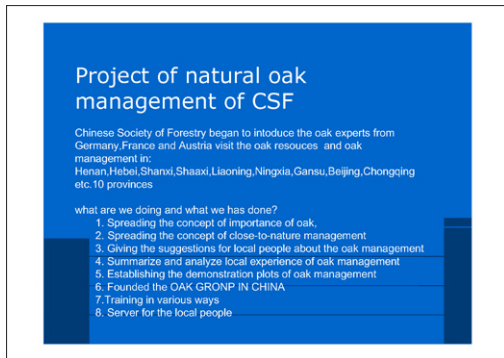 Project of natural oak
management of CSF
Chinese Society of Forestry began to intoduce the oak experts from
Germany,France and Austria visit the oak resouces and oak
management in:
Henan,Hebei,Shanxi,Shaaxi,Liaoning,Ningxia,Gansu,Beijing,Chongqing
etc.10 provinces
what are we doing and what we has done?
1. Spreading the concept of importance of oak,
2. Spreading the concept of close-to-nature management
3. Giving the suggestions for local people about the oak management
4. Summarize and analyze local experience of oak management
5. Establishing the demonstration plots of oak management
6. Founded the OAK GRONP IN CHINA
7.Training in various ways
8. Server for the local people